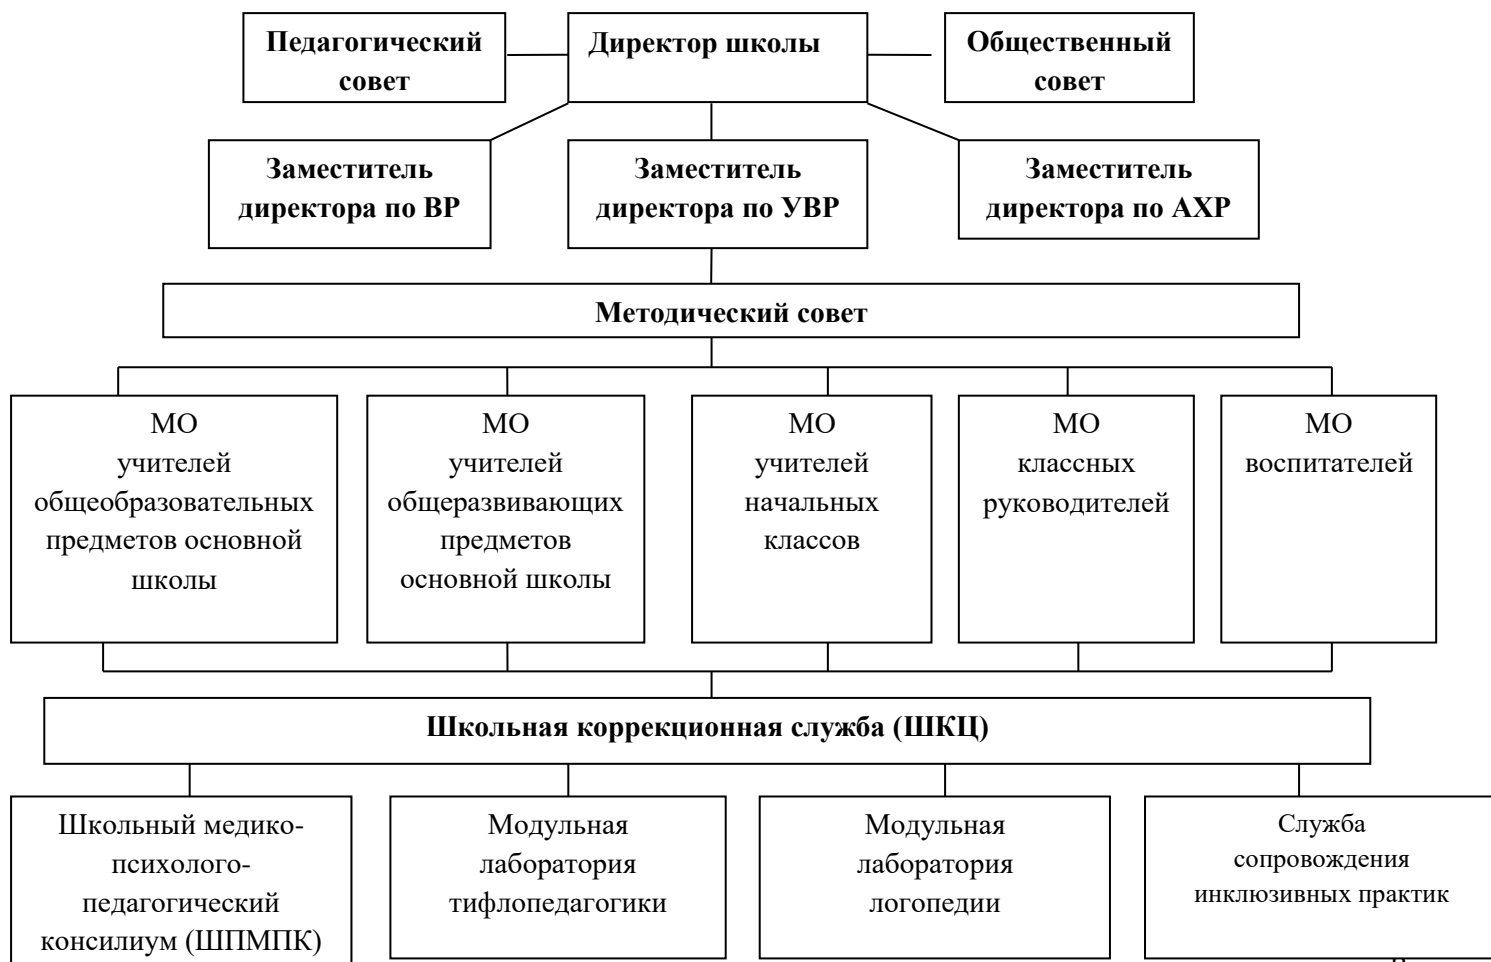 Педагогический
совет
Директор школы
Общественный
совет
Заместитель
директора по ВР
Заместитель
директора по УВР
Заместитель
директора по АХР
Методический совет
МО
учителей
общеобразовательных
предметов основной
школы
МО
учителей
общеразвивающих
предметов
основной школы
МО
учителей
начальных
классов
МО
классных
руководителей
МО
воспитателей
Школьная коррекционная служба (ШКЦ)
Школьный медико-
психолого-
педагогический
консилиум (ШПМПК)
Модульная
лаборатория
тифлопедагогики
Модульная
лаборатория
логопедии
Служба
сопровождения
инклюзивных практик